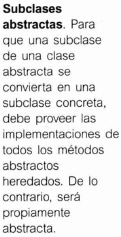 Subclases
abstractas. Para
que una subclase
de una clase
abstracta se
convierta en una
subclase concreta,
debe proveer las
implementaciones de
todos los métodos
abstractos
heredados. De lo
contrario, será
propiamente
abstracta.